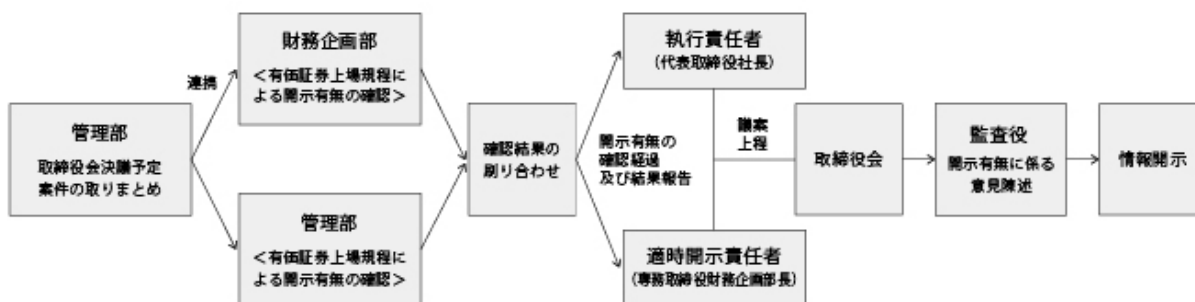 管理部
取締役会決議予定
案件の取りまとめ
連携
財務企画部
＜有価証券上場規程に
よる開示有無の確認＞
管理部
＜有価証券上場規程に
よる開示有無の確認＞
確認結果の
刷り合わせ
開示有無の
確認経過
及び結果報告
執行責任者
（代表取締役社長）
適時開示責任者
（専務取締役財務企画部長）
議案
上程
取締役会
監査役
開示有無に係る
意見陳述
情報開示